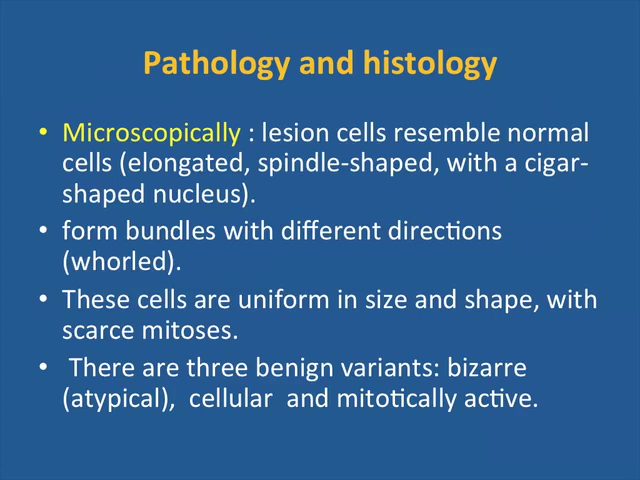 Pathology and histology
• Microscopically : lesion cells resemble normal
cells (elongated, spindle-shaped, with a cigar-
shaped nucleus).
• form bundles with different directions
(whorled).
• These cells are uniform in size and shape, with
scarce mitoses.
• There are three benign variants: bizarre
(atypical), cellular and mitotically active.